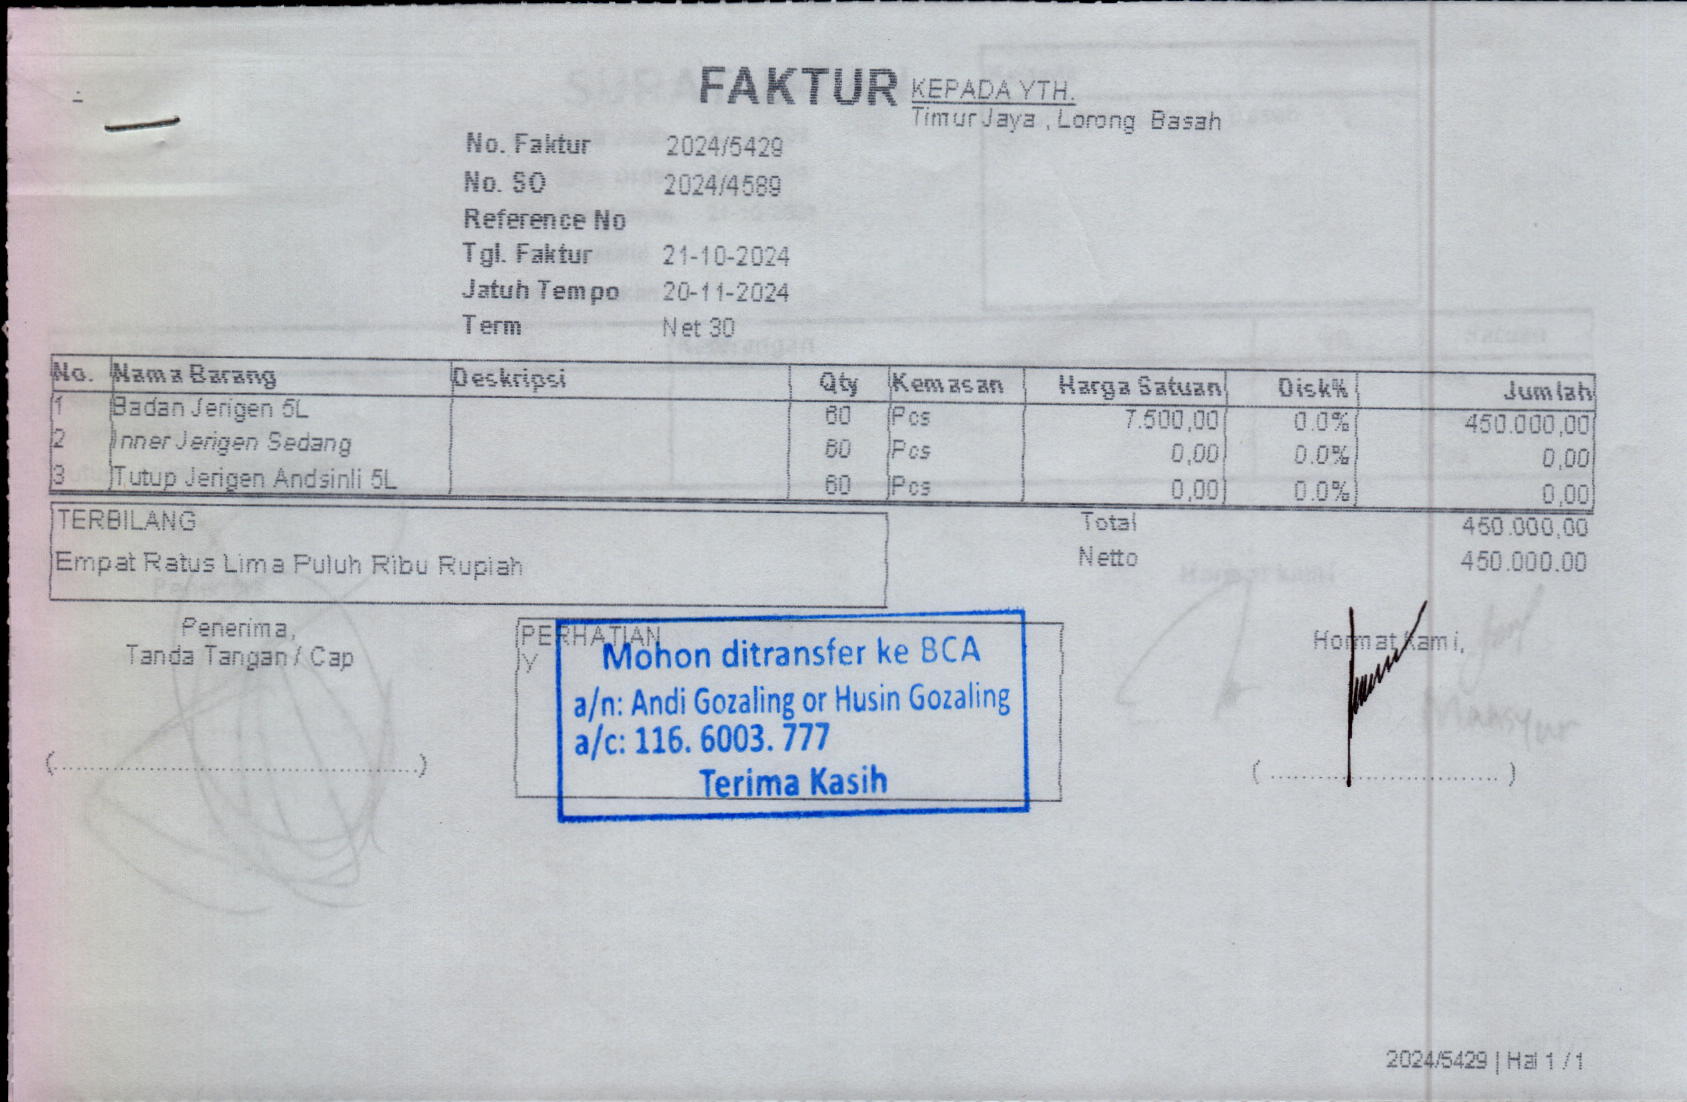 FAKTUR
KEPADA YTH.
Timur Jaya , Lorong Basah
No. Faktur 2024/5429
No. SO 2024/4589
Reference No
Tgl. Faktur 21-10-2024
Jatuh Tempo 20-11-2024
Term Net 30
No. Nama Barang Deskripsi Qty Kemasan Harga Satuan Disk% Jumlah
1 Badan Jerigen 5L 60 Pcs 7.500,00 0.0% 450.000,00
2 Inner Jerigen Sedang 60 Pcs 0,00 0.0% 0,00
3 Tutup Jerigen Andsinli 5L 60 Pcs 0,00 0.0% 0,00
TERBILANG
Empat Ratus Lima Puluh Ribu Rupiah
Total 450.000,00
Netto 450.000.00
Penerima,
Tanda Tangan / Cap
(....................................................)
PERHATIAN
Y
Mohon ditransfer ke BCA
a/n: Andi Gozaling or Husin Gozaling
a/c: 116. 6003. 777
Terima Kasih
Hormat Kami,
( ................................ )
2024/5429 | Hal 1 / 1